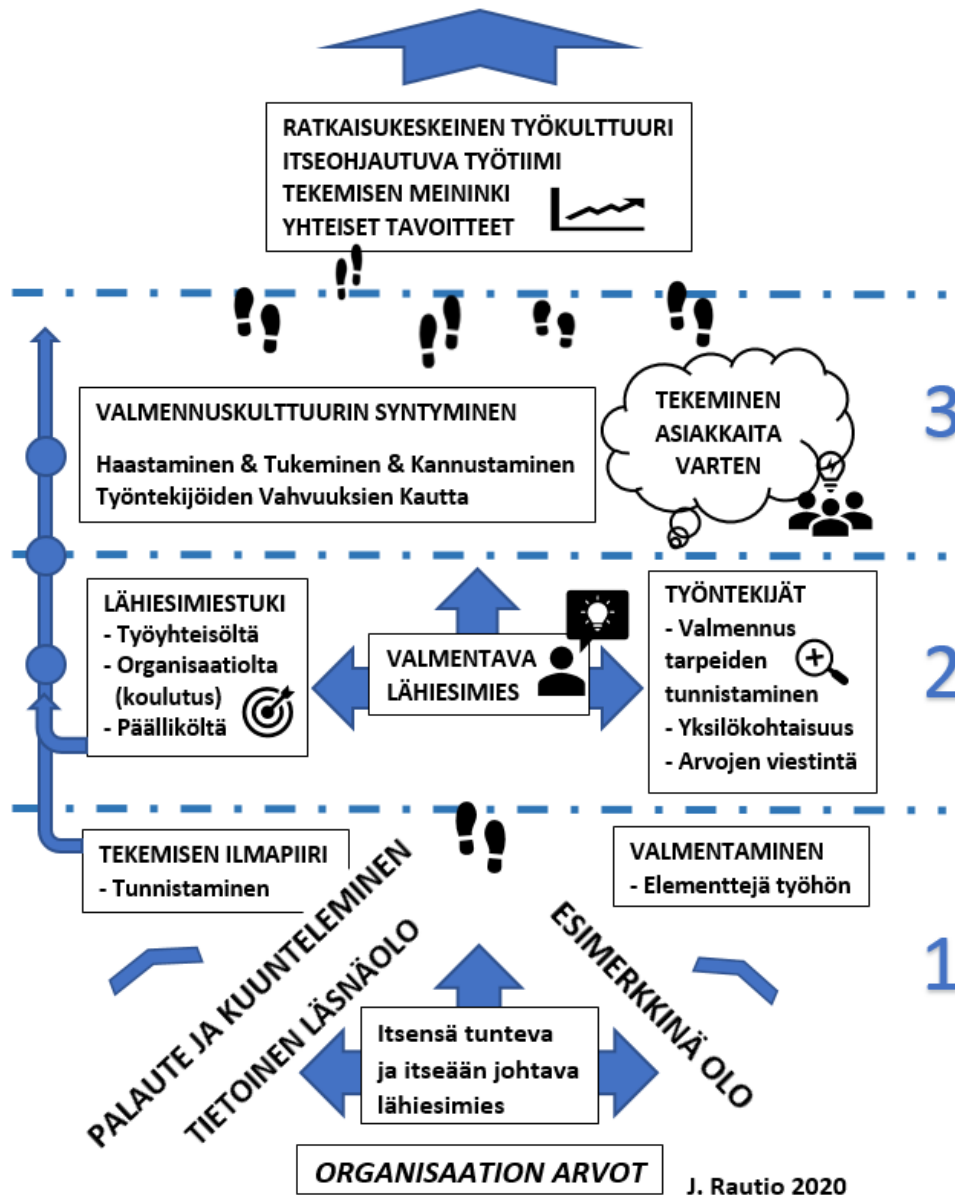 RATKAISUKESKEINEN TYÖKULTTUURI
ITSEOHJAUTUVA TYÖTIIMI
TEKEMISEN MEININKI
YHTEISET TAVOITTEET
3
VALMENNUSKULTTUURIN SYNTYMINEN
Haastaminen & Tukeminen & Kannustaminen
Työntekijöiden Vahvuuksien Kautta
TEKEMINEN
ASIAKKAITA
VARTEN
2
LÄHIESIMIESTUKI
- Työyhteisöltä
- Organisaatiolta
(koulutus)
- Päälliköltä
VALMENTAVA
LÄHIESIMIES
TYÖNTEKIJÄT
- Valmennus
tarpeiden
tunnistaminen
- Yksilökohtaisuus
- Arvojen viestintä
1
TEKEMISEN ILMAPIIRI
- Tunnistaminen
VALMENTAMINEN
- Elementtejä työhön
PALAUTE JA KUUNTELEMINEN
TIETOINEN LÄSNÄOLO
ESIMERKKINÄ OLO
Itsensä tunteva
ja itseään johtava
lähiesimies
ORGANISAATION ARVOT
J. Rautio 2020